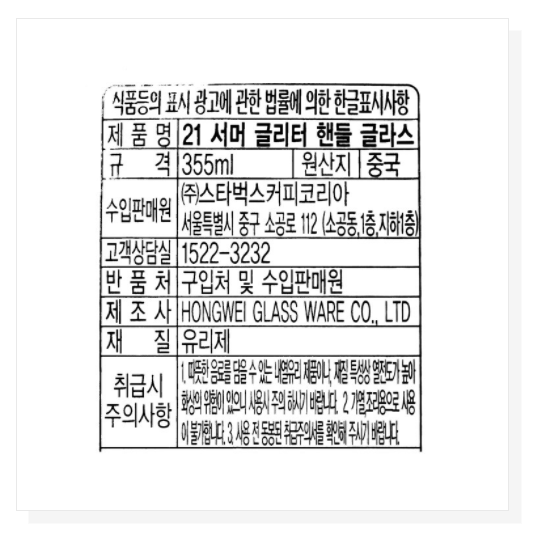 식품등의 표시 광고에 관한 법률에 의한 한글표시사항
제품명 21 서머 글리터 핸들 글라스
규격 355ml 원산지 중국
수입판매원 (주)스타벅스커피코리아
서울특별시 중구 소공로 112 (소공동,1층,지하1층)
고객상담실 1522-3232
반품처 구입처 및 수입판매원
제조사 HONGWEI GLASS WARE CO., LTD
재질 유리제
취급시
주의사항
1. 따뜻한 음료를 담을 수 있는 내열유리 제품이나, 재질 특성상 열전도가 높아
화상의 위험이 있으니 사용시 주의 하시기 바랍니다. 2. 가열조리용으로 사용
이 불가합니다. 3. 사용 전 동봉된 취급주의서를 확인해 주시기 바랍니다.